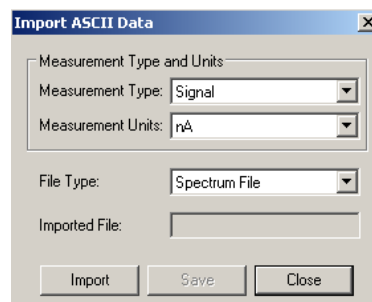 Import ASCII Data
Measurement Type and Units
Measurement Type: Signal
Measurement Units: nA
File Type: Spectrum File
Imported File:
Import Save Close